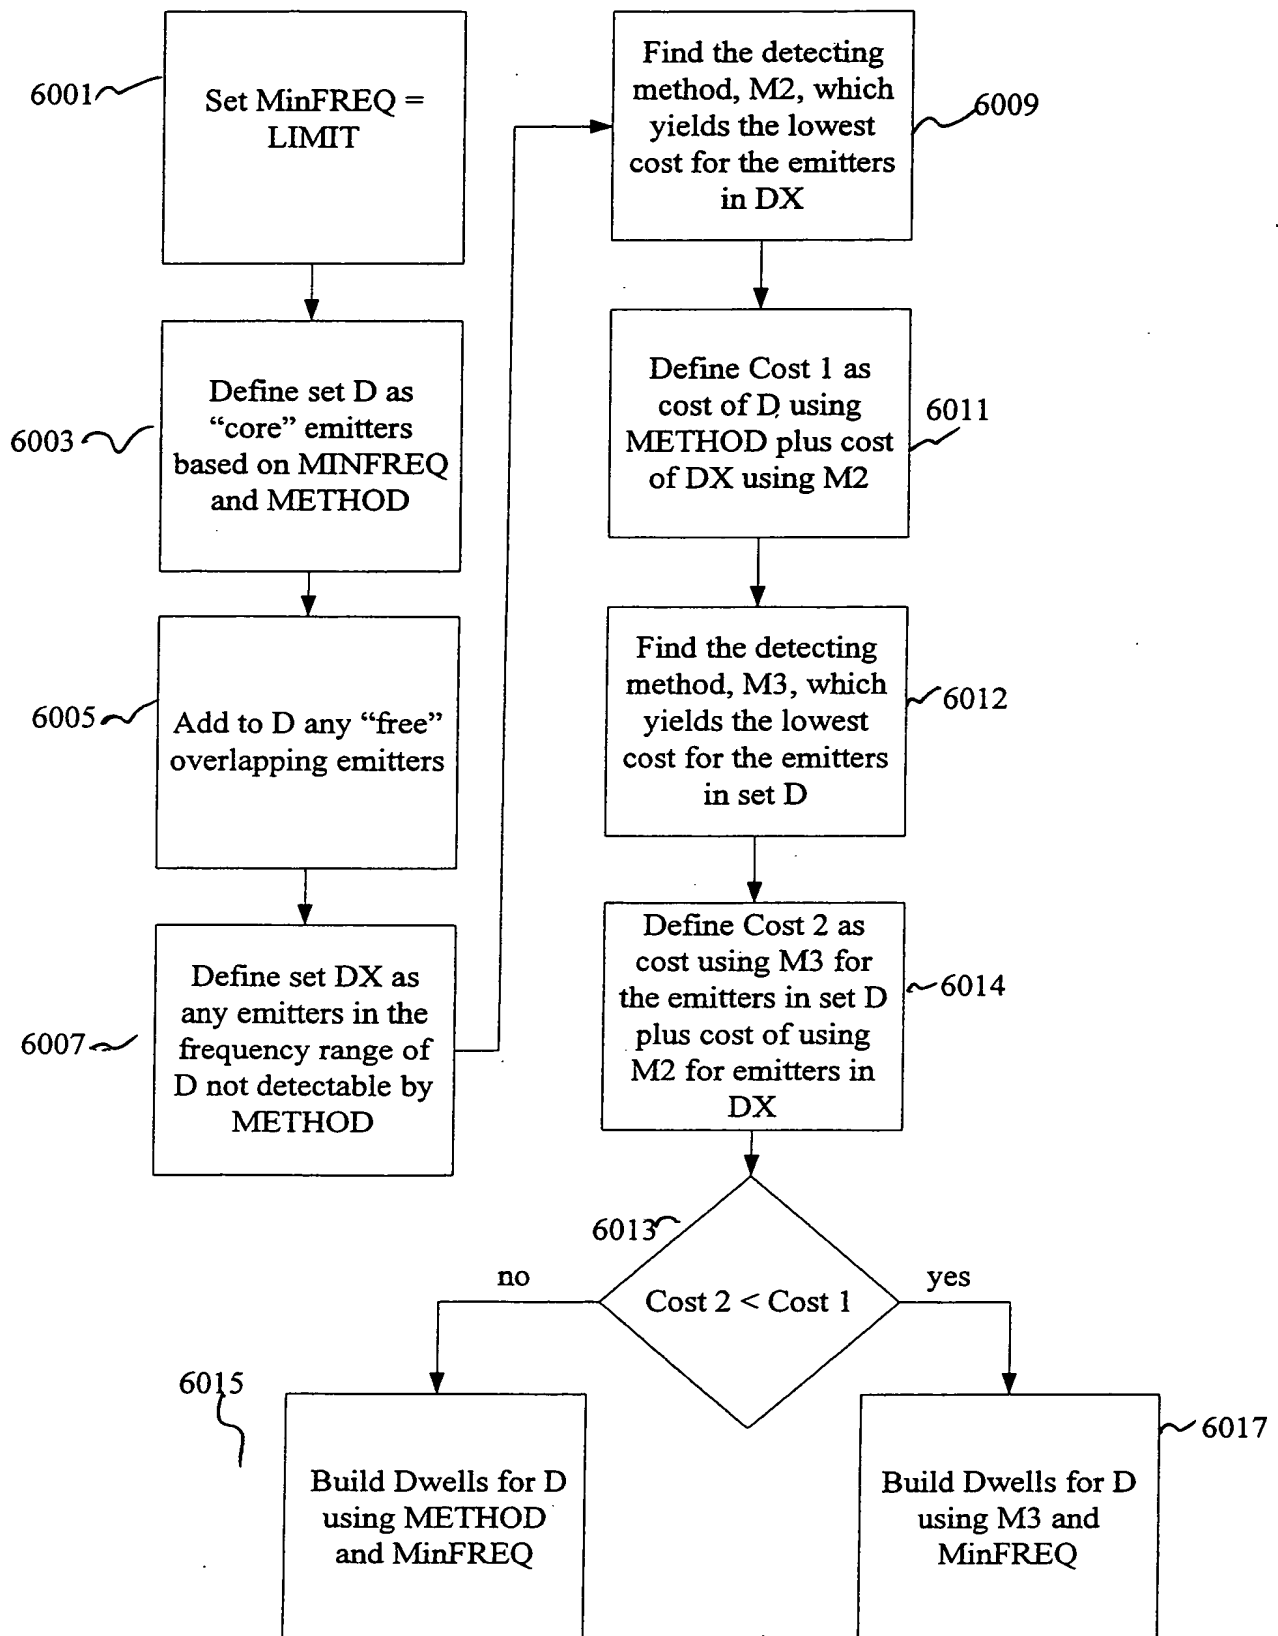 6001
Set MinFREQ =
LIMIT
6003
Define set D as
“core” emitters
based on MINFREQ
and METHOD
6005
Add to D any “free”
overlapping emitters
6007
Define set DX as
any emitters in the
frequency range of
D not detectable by
METHOD
Find the detecting
method, M2, which
yields the lowest
cost for the emitters
in DX
6009
Define Cost 1 as
cost of D using
METHOD plus cost
of DX using M2
6011
Find the detecting
method, M3, which
yields the lowest
cost for the emitters
in set D
6012
Define Cost 2 as
cost using M3 for
the emitters in set D
plus cost of using
M2 for emitters in
DX
6014
6013
Cost 2 < Cost 1
no
yes
6015
Build Dwells for D
using METHOD
and MinFREQ
6017
Build Dwells for D
using M3 and
MinFREQ